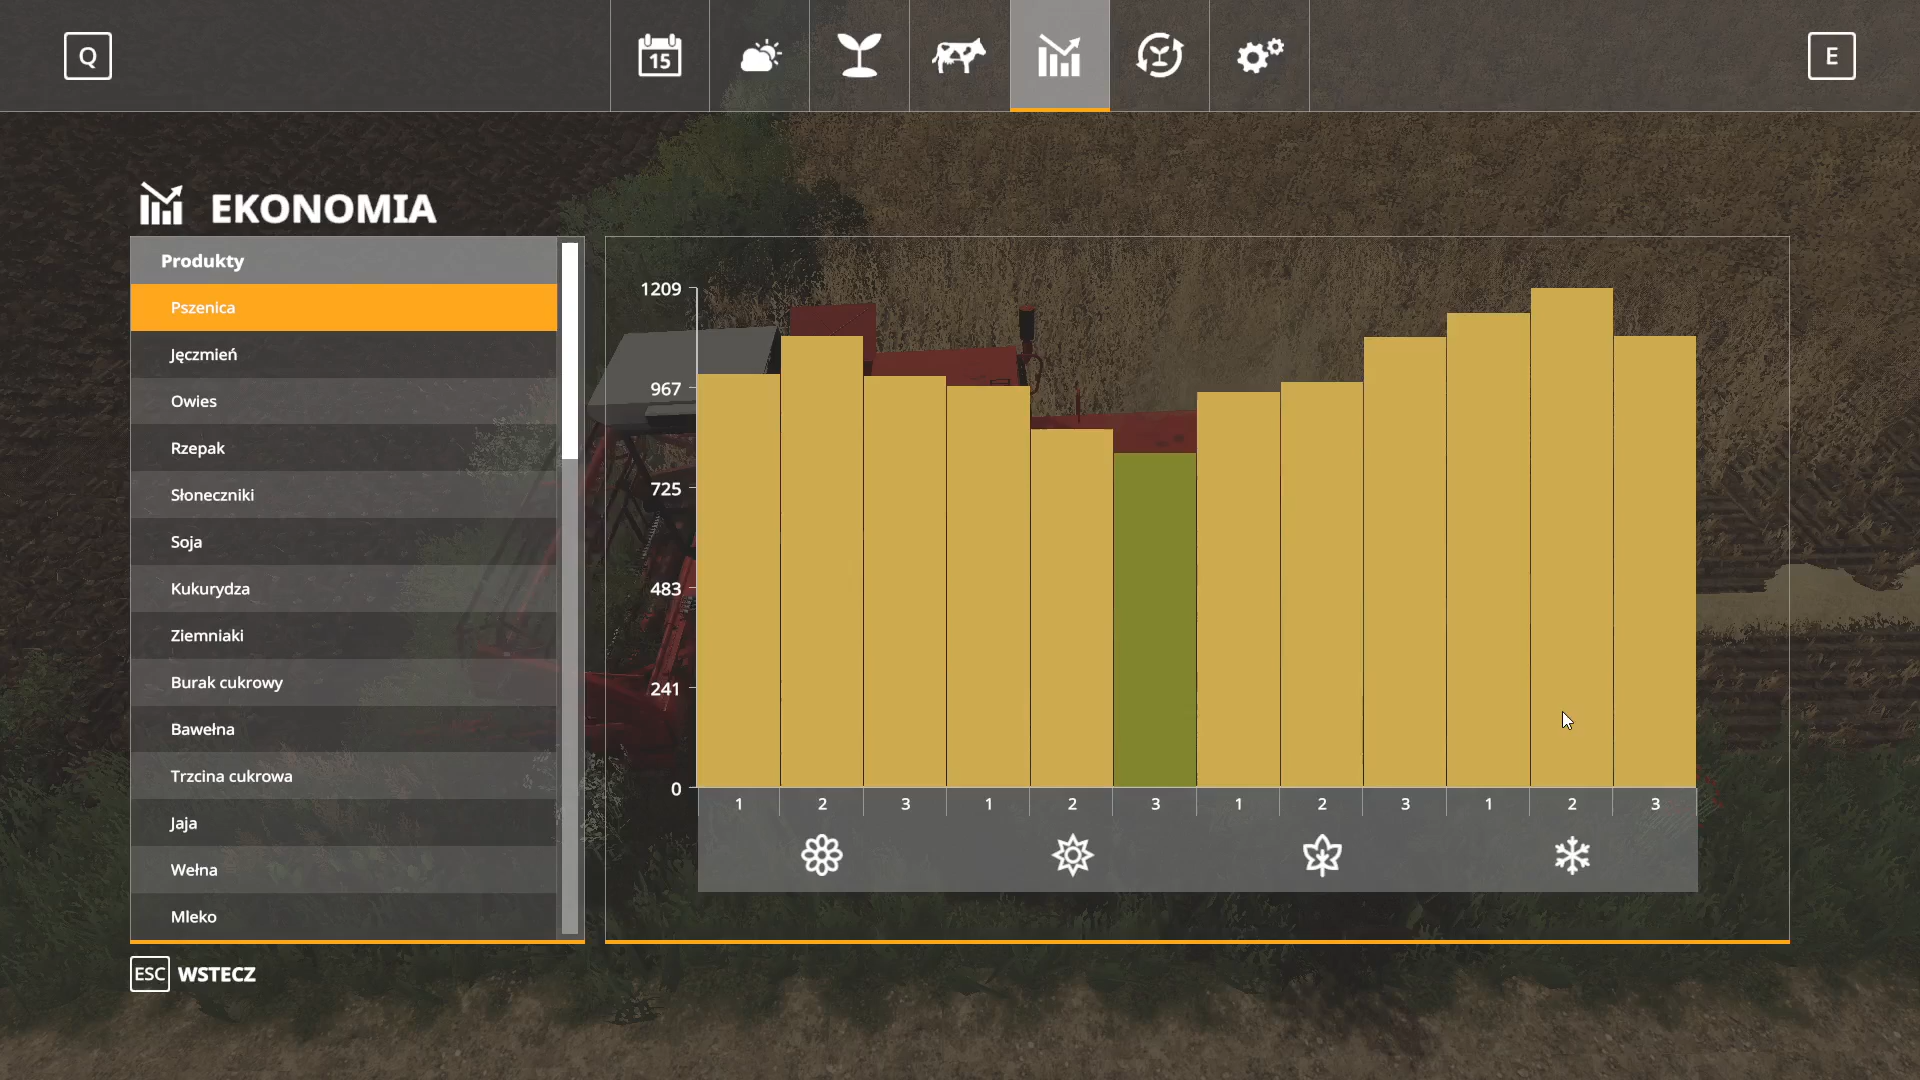 Q
15
E
EKONOMIA
Produkty
Pszenica
Jęczmień
Owies
Rzepak
Słoneczniki
Soja
Kukurydza
Ziemniaki
Burak cukrowy
Bawełna
Trzcina cukrowa
Jaja
Wełna
Mleko
1209
967
725
483
241
0
1 2 3 1 2 3 1 2 3 1 2 3
ESC WSTECZ